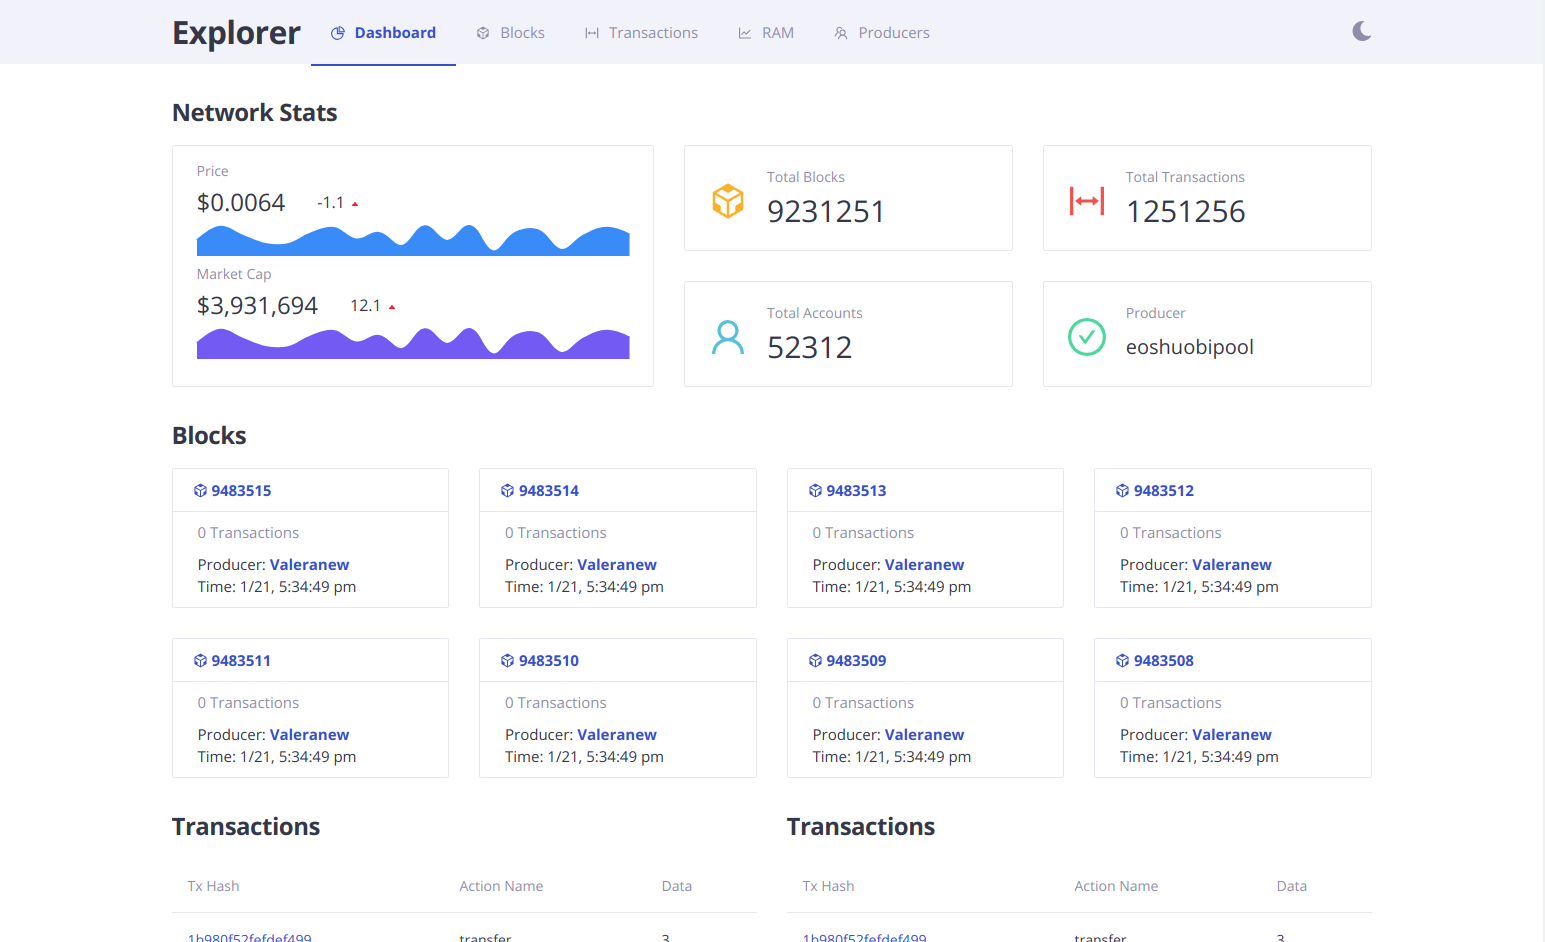 Explorer
Dashboard
Blocks
Transactions
RAM
Producers
Network Stats
Price
$0.0064 -1.1
Market Cap
$3,931,694 12.1
Total Blocks
9231251
Total Transactions
1251256
Total Accounts
52312
Producer
eoshuobipool
Blocks
9483515
0 Transactions
Producer: Valeranew
Time: 1/21, 5:34:49 pm
9483514
0 Transactions
Producer: Valeranew
Time: 1/21, 5:34:49 pm
9483513
0 Transactions
Producer: Valeranew
Time: 1/21, 5:34:49 pm
9483512
0 Transactions
Producer: Valeranew
Time: 1/21, 5:34:49 pm
9483511
0 Transactions
Producer: Valeranew
Time: 1/21, 5:34:49 pm
9483510
0 Transactions
Producer: Valeranew
Time: 1/21, 5:34:49 pm
9483509
0 Transactions
Producer: Valeranew
Time: 1/21, 5:34:49 pm
9483508
0 Transactions
Producer: Valeranew
Time: 1/21, 5:34:49 pm
Transactions
Tx Hash Action Name Data
1b980f52fefdef499 transfer 3
Transactions
Tx Hash Action Name Data
1b980f52fefdef499 transfer 3